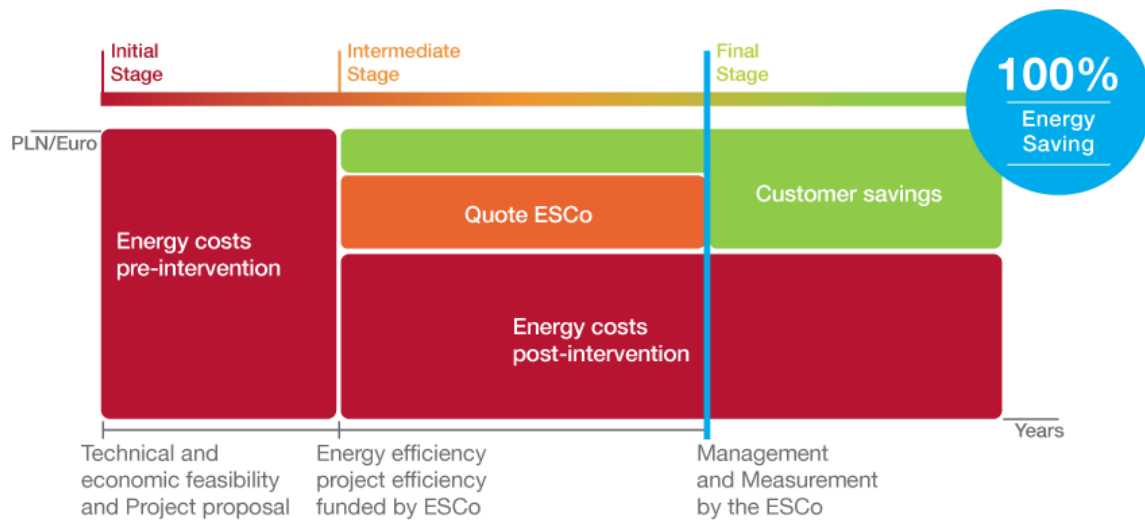 Initial
Stage
Intermediate
Stage
Final
Stage
100%
Energy
Saving
PLN/Euro
Energy costs
pre-intervention
Quote ESCo
Customer savings
Energy costs
post-intervention
Years
Technical and
economic feasibility
and Project proposal
Energy efficiency
project efficiency
funded by ESCo
Management
and Measurement
by the ESCo